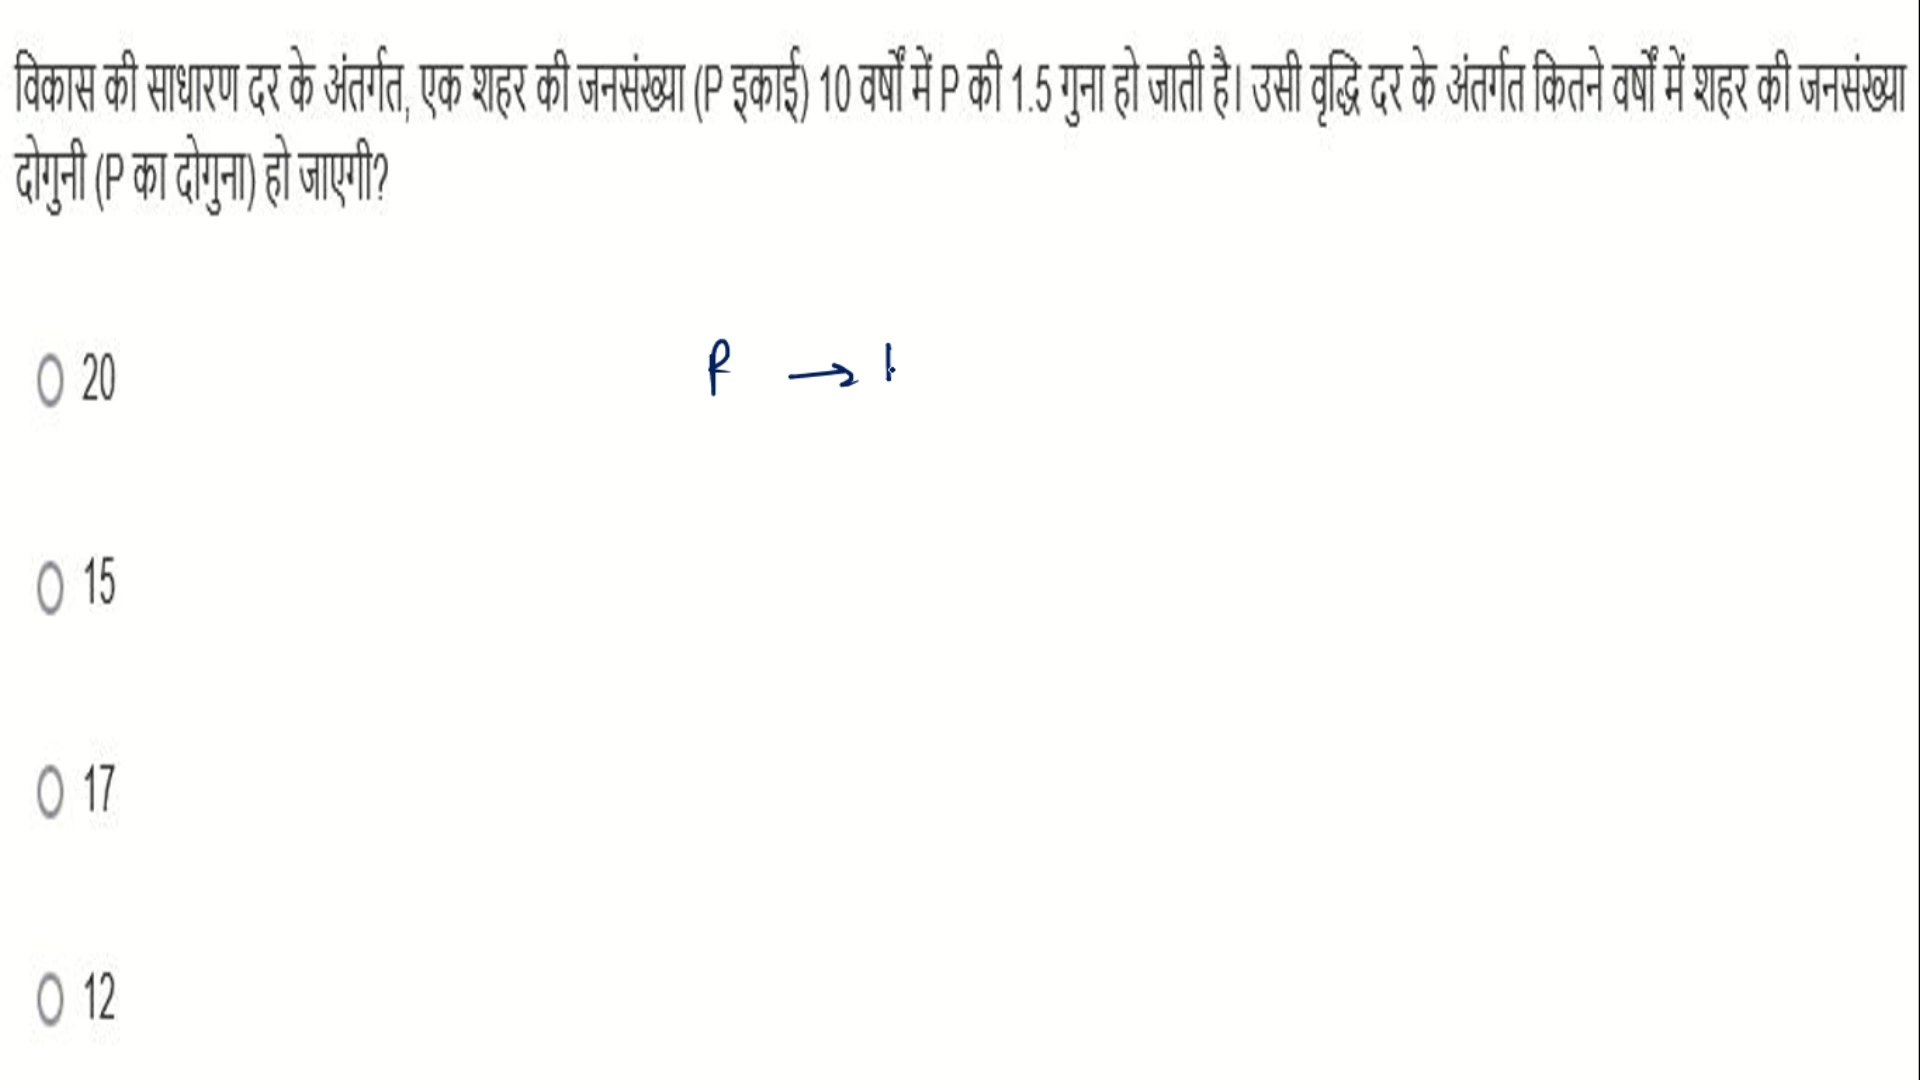 विकास की साधारण दर के अंतर्गत, एक शहर की जनसंख्या (P इकाई) 10 वर्षों में P की 1.5 गुना हो जाती है। उसी वृद्धि दर के अंतर्गत कितने वर्षों में शहर की जनसंख्या
दोगुनी (P का दोगुना) हो जाएगी?
20
P → 1.
15
17
12